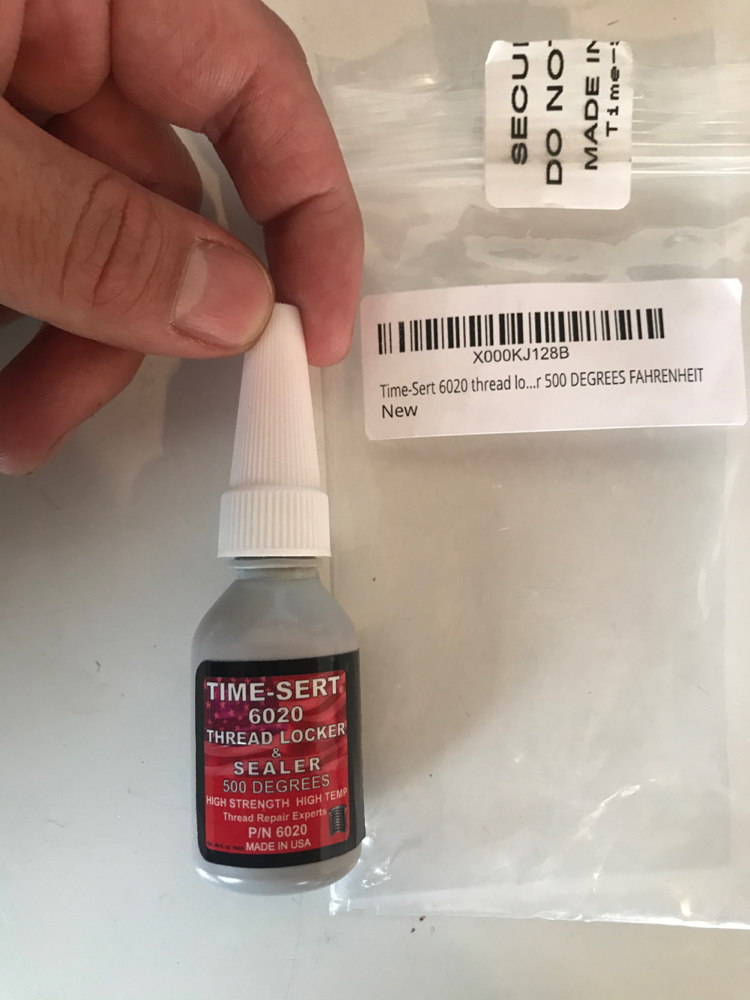 SECU
DO NO
MADE IN
Time-
X000KJ128B
Time-Sert 6020 thread lo...r 500 DEGREES FAHRENHEIT
New
TIME-SERT
6020
THREAD LOCKER
&
SEALER
500 DEGREES
HIGH STRENGTH HIGH TEMP
Thread Repair Experts
P/N 6020
MADE IN USA